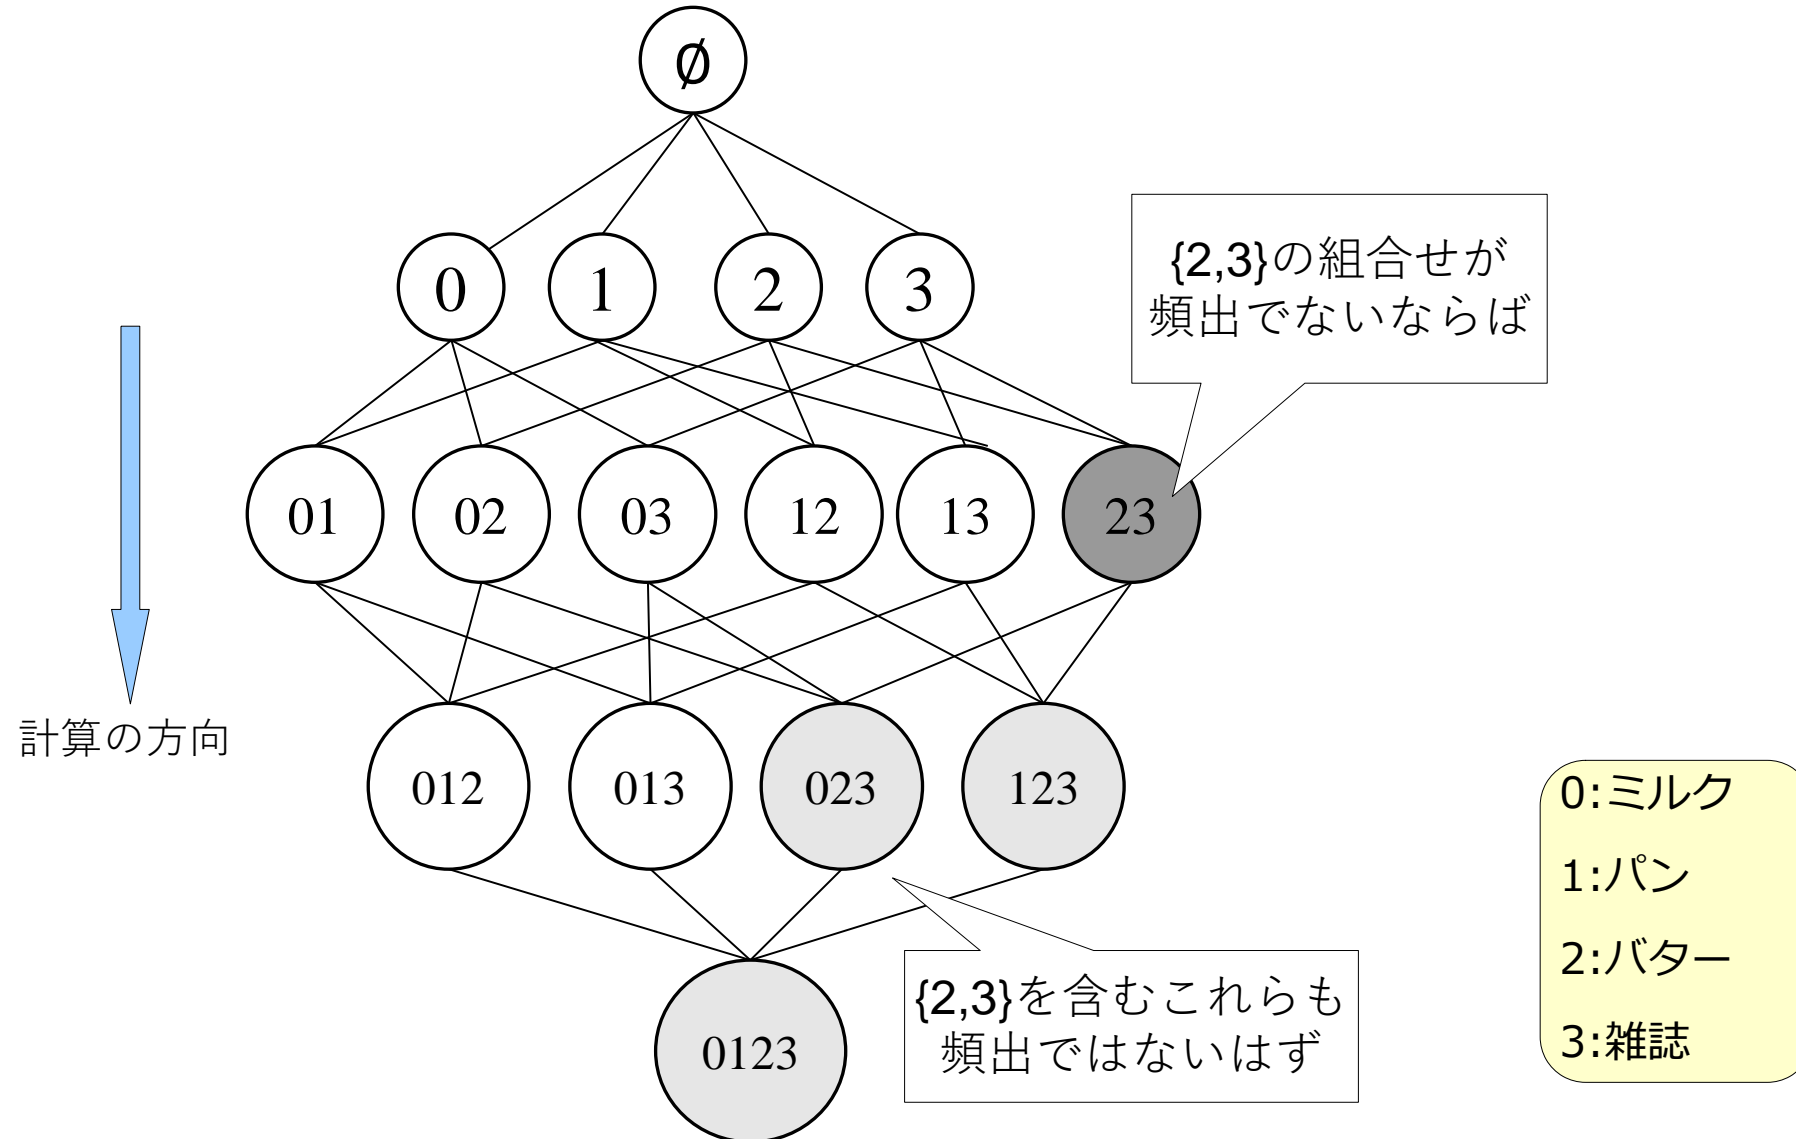 ∅
0 1 2 3
{2,3}の組合せが
頻出でないならば
01 02 03 12 13 23
計算の方向
012 013 023 123
0:ミルク
1:パン
2:バター
3:雑誌
{2,3}を含むこれらも
頻出ではないはず
0123